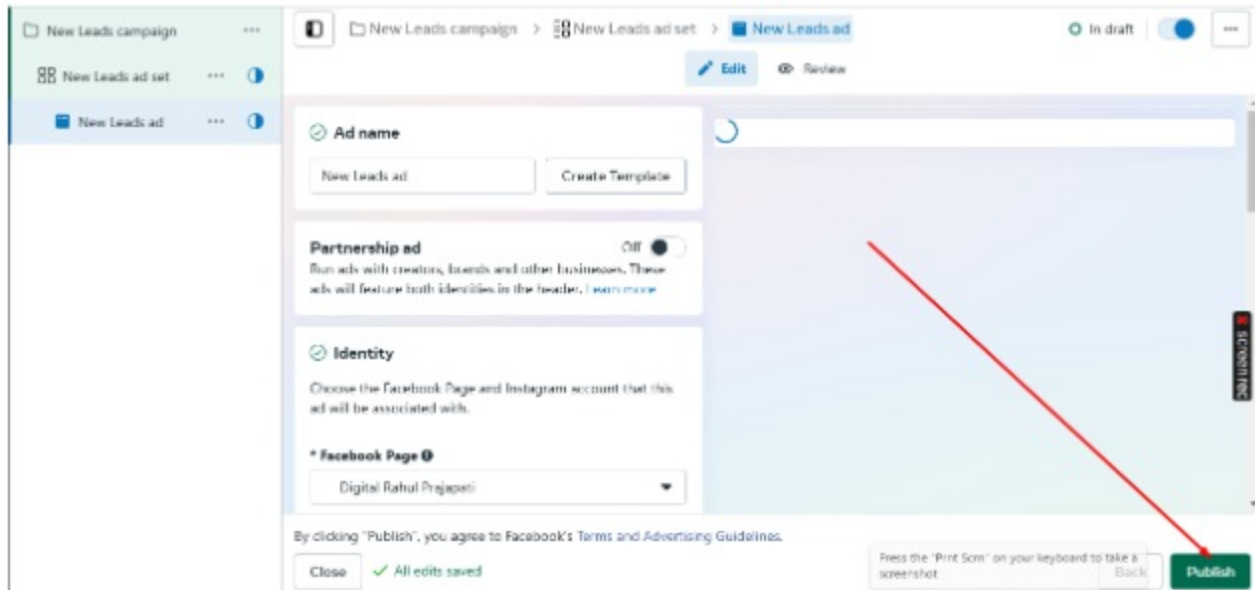 New Leads campaign
New Leads ad set
New Leads ad
New Leads campaign > New Leads ad set > New Leads ad
In draft
Edit
Review
Ad name
New Leads ad
Create Template
Partnership ad
Off
Run ads with creators, brands and other businesses. These
ads will feature both identities in the header. Learn more
Identity
Choose the Facebook Page and Instagram account that this
ad will be associated with.
* Facebook Page
Digital Rahul Prajapati
By clicking "Publish", you agree to Facebook's Terms and Advertising Guidelines.
Close
All edits saved
Press the "Print Scrn" on your keyboard to take a
screenshot
Back
Publish
screenrec